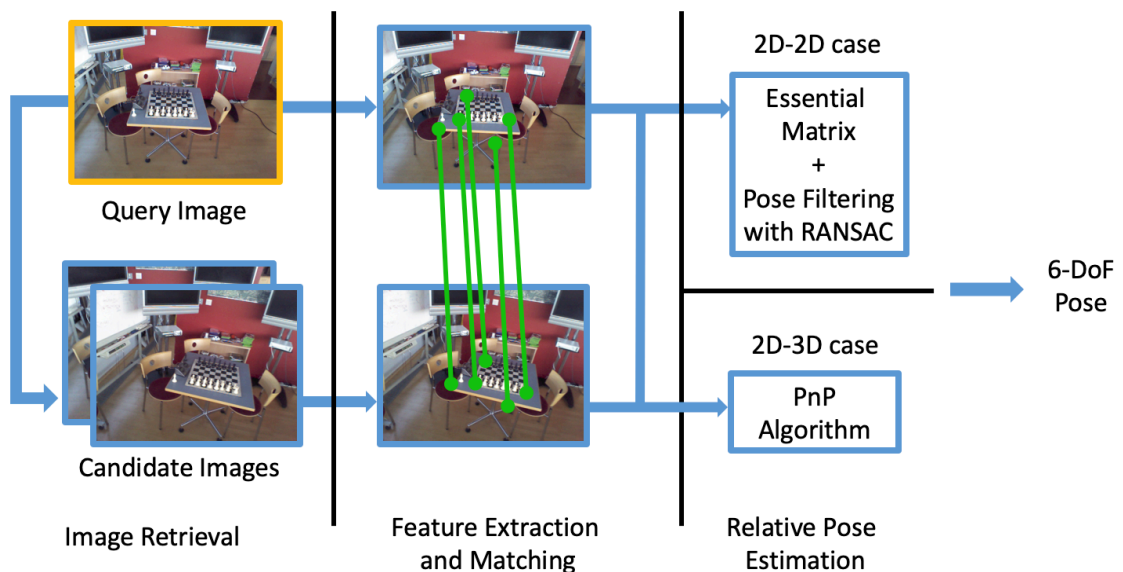 Query Image
Candidate Images
Image Retrieval
Feature Extraction
and Matching
2D-2D case
Essential
Matrix
+
Pose Filtering
with RANSAC
2D-3D case
PnP
Algorithm
Relative Pose
Estimation
6-DoF
Pose